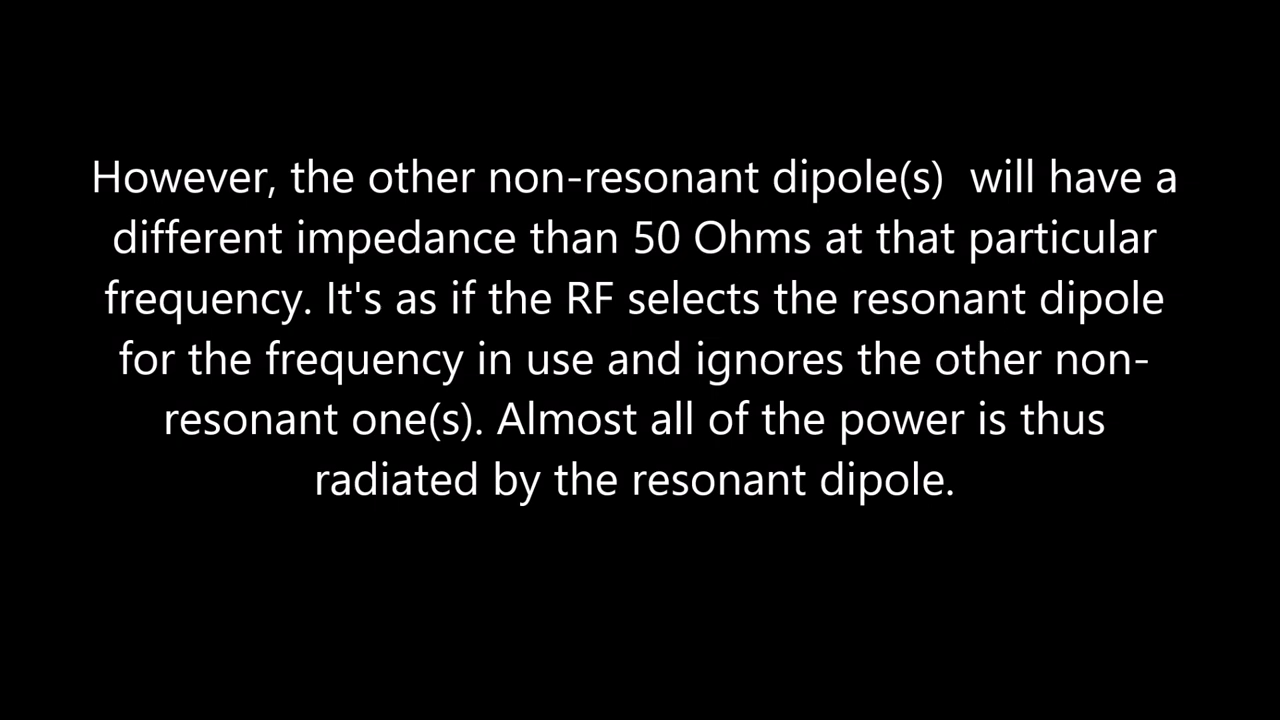 However, the other non-resonant dipole(s)  will have a
different impedance than 50 Ohms at that particular
frequency. It's as if the RF selects the resonant dipole
for the frequency in use and ignores the other non-
resonant one(s). Almost all of the power is thus
radiated by the resonant dipole.